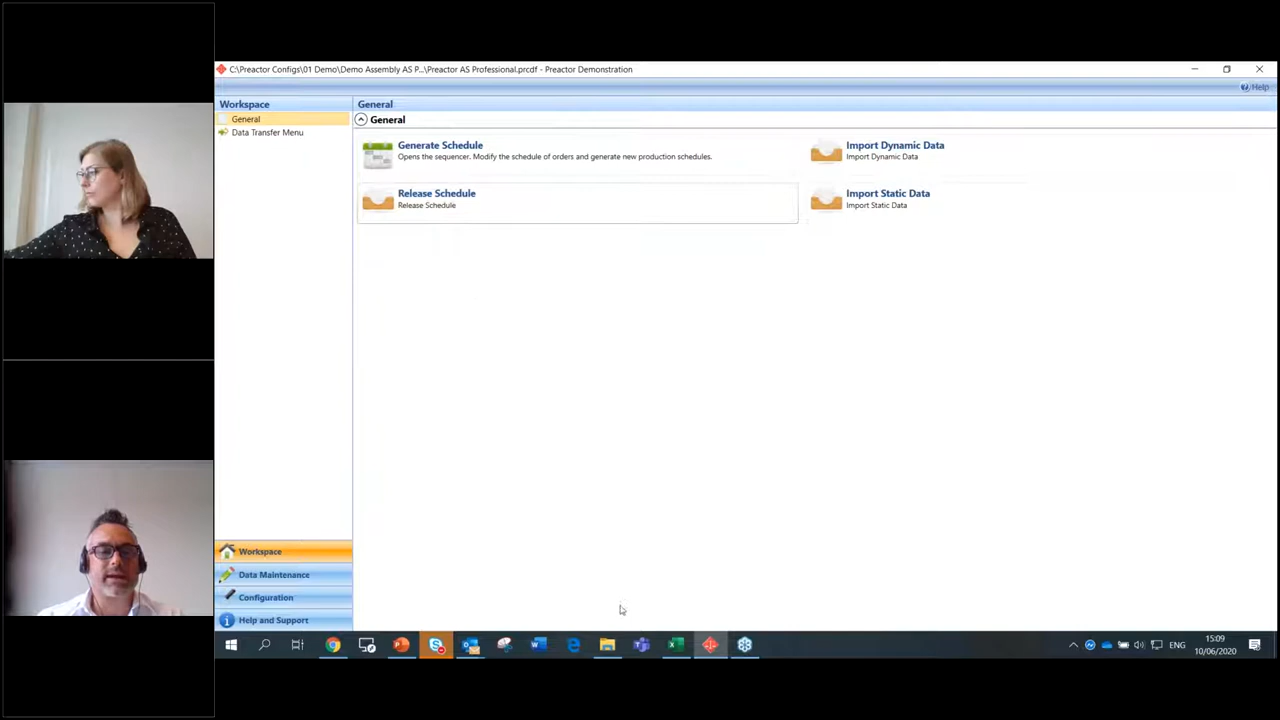 C:\Preactor Configs\01 Demo\Demo Assembly AS P...\Preactor AS Professional.prcdf - Preactor Demonstration
Help
Workspace
General
General
General
Data Transfer Menu
Generate Schedule
Opens the sequencer. Modify the schedule of orders and generate new production schedules.
Import Dynamic Data
Import Dynamic Data
Release Schedule
Release Schedule
Import Static Data
Import Static Data
Workspace
Data Maintenance
Configuration
Help and Support
ENG
15:09
10/06/2020